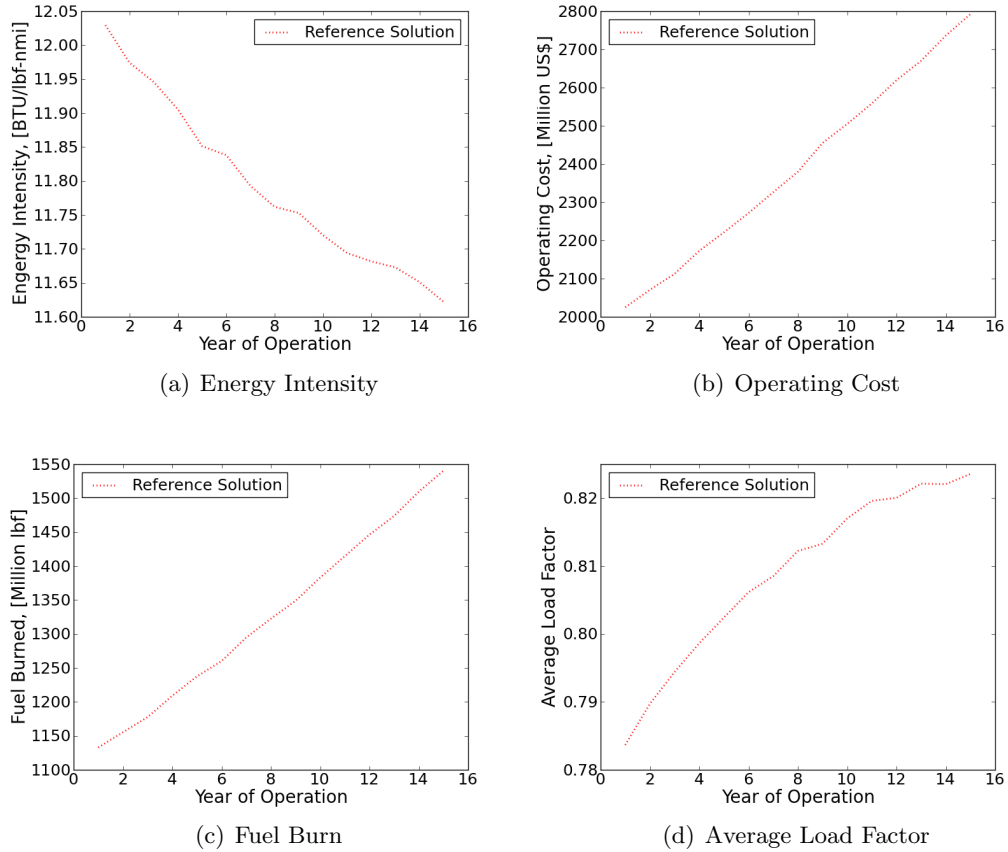 12.05
12.00
11.95
11.90
11.85
11.80
11.75
11.70
11.65
11.60
Engergy Intensity, [BTU/lbf-nmi]
Reference Solution
0 2 4 6 8 10 12 14 16
Year of Operation
(a) Energy Intensity
2800
2700
2600
2500
2400
2300
2200
2100
2000
Operating Cost, [Million US$]
Reference Solution
0 2 4 6 8 10 12 14 16
Year of Operation
(b) Operating Cost
1550
1500
1450
1400
1350
1300
1250
1200
1150
1100
Fuel Burned, [Million lbf]
Reference Solution
0 2 4 6 8 10 12 14 16
Year of Operation
(c) Fuel Burn
0.82
0.81
0.80
0.79
0.78
Average Load Factor
Reference Solution
0 2 4 6 8 10 12 14 16
Year of Operation
(d) Average Load Factor